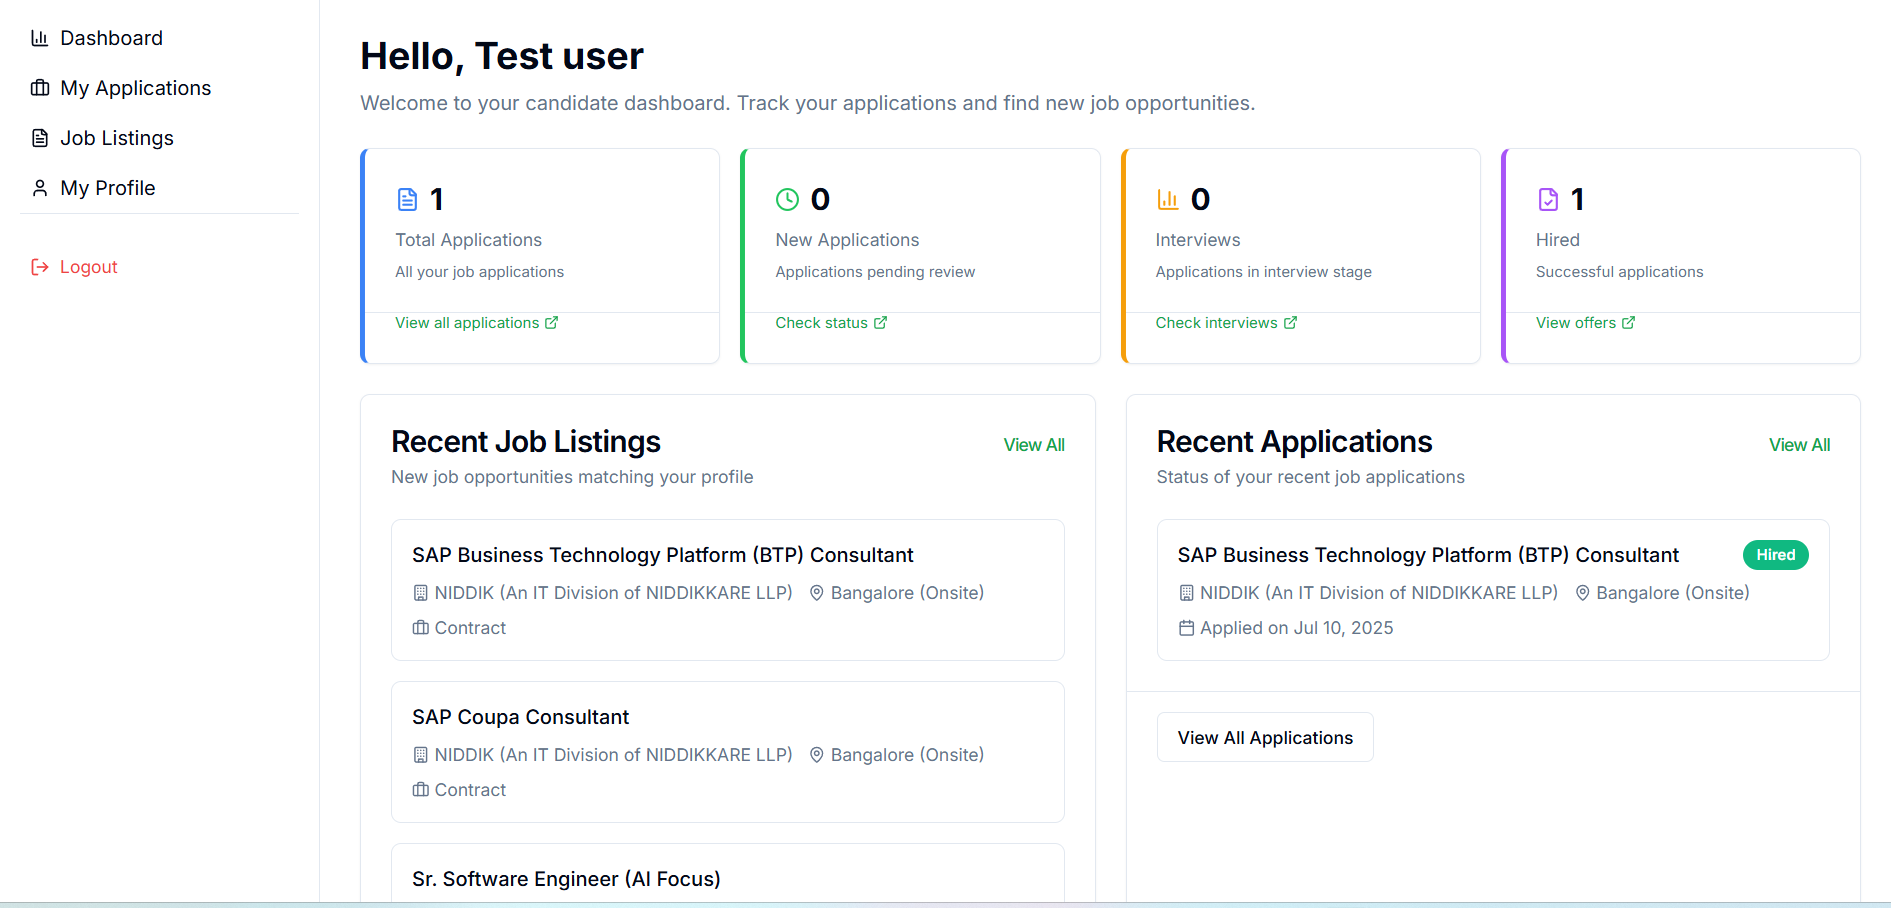 Dashboard
My Applications
Job Listings
My Profile
Logout
Hello, Test user
Welcome to your candidate dashboard. Track your applications and find new job opportunities.
1
Total Applications
All your job applications
View all applications
0
New Applications
Applications pending review
Check status
0
Interviews
Applications in interview stage
Check interviews
1
Hired
Successful applications
View offers
Recent Job Listings
View All
New job opportunities matching your profile
SAP Business Technology Platform (BTP) Consultant
NIDDIK (An IT Division of NIDDIKKARE LLP) Bangalore (Onsite)
Contract
SAP Coupa Consultant
NIDDIK (An IT Division of NIDDIKKARE LLP) Bangalore (Onsite)
Contract
Sr. Software Engineer (AI Focus)
Recent Applications
View All
Status of your recent job applications
SAP Business Technology Platform (BTP) Consultant
Hired
NIDDIK (An IT Division of NIDDIKKARE LLP) Bangalore (Onsite)
Applied on Jul 10, 2025
View All Applications